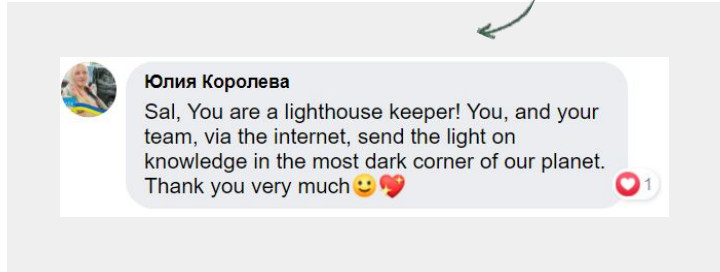 Юлия Королева
Sal, You are a lighthouse keeper! You, and your
team, via the internet, send the light on
knowledge in the most dark corner of our planet.
Thank you very much🙂💖
1